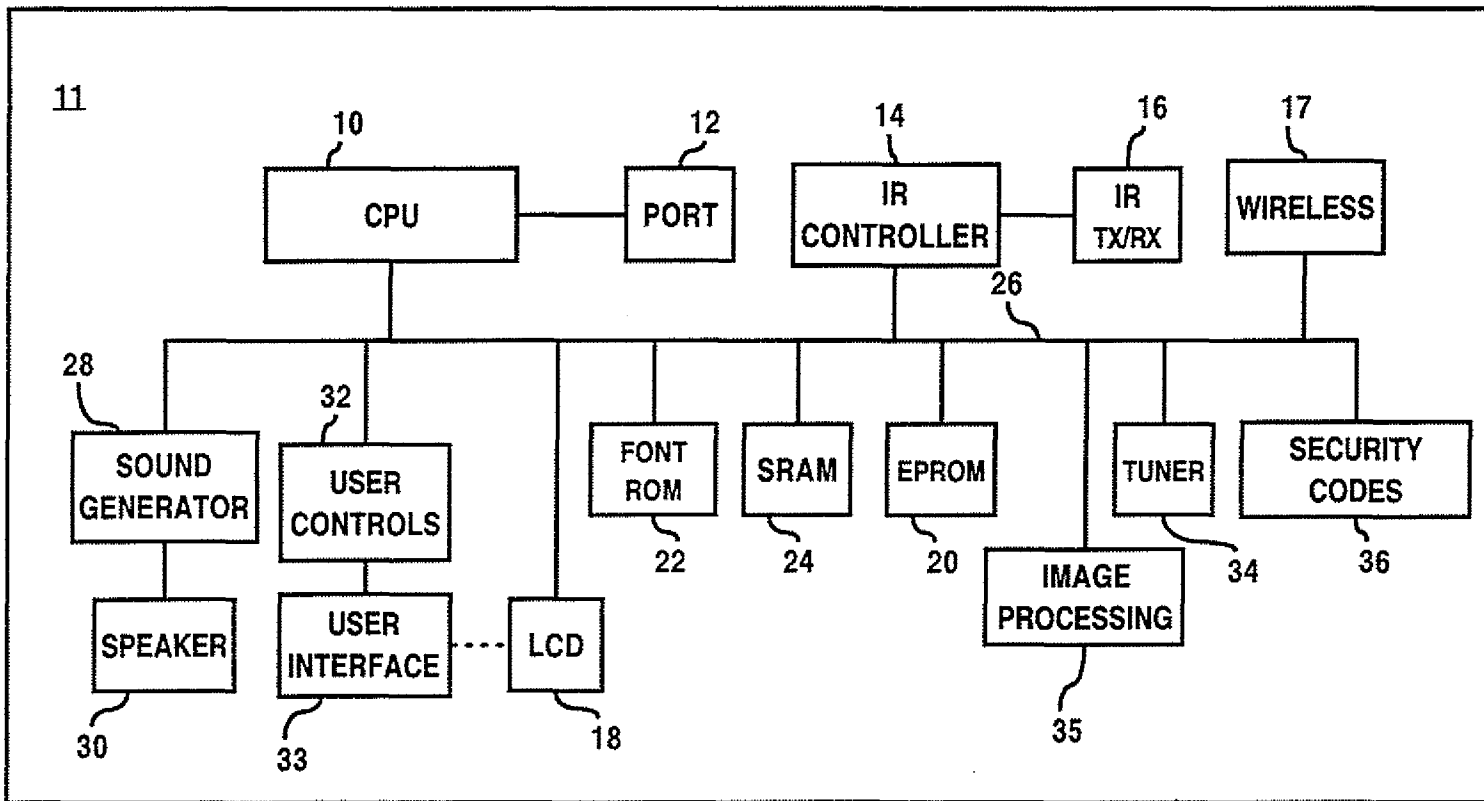 11
10
12
14
16
17
CPU
PORT
IR
CONTROLLER
IR
TX/RX
WIRELESS
26
28
32
SOUND
GENERATOR
USER
CONTROLS
FONT
ROM
SRAM
EPROM
TUNER
SECURITY
CODES
22
24
20
34
36
SPEAKER
USER
INTERFACE
LCD
IMAGE
PROCESSING
30
33
18
35